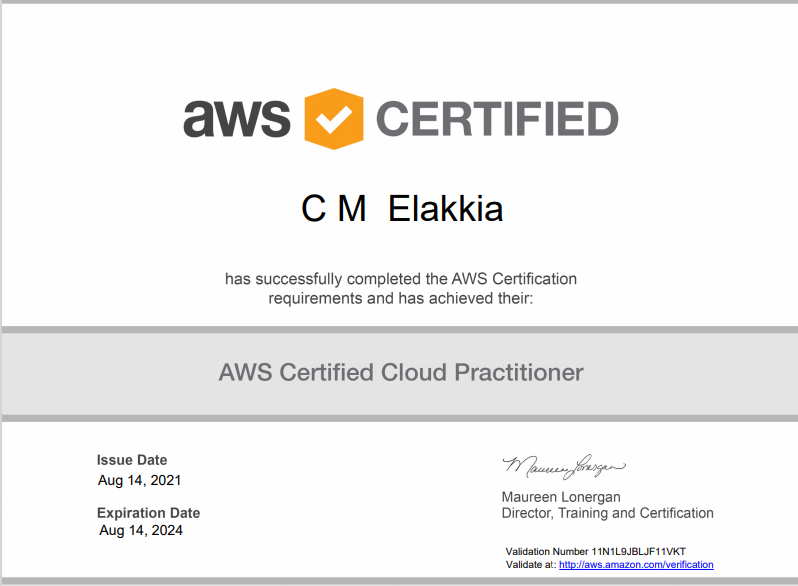 aws CERTIFIED
C M Elakkia
has successfully completed the AWS Certification
requirements and has achieved their:
AWS Certified Cloud Practitioner
Issue Date
Aug 14, 2021
Expiration Date
Aug 14, 2024
Maureen Lonergan
Maureen Lonergan
Director, Training and Certification
Validation Number 11N1L9JBLJF11VKT
Validate at: http://aws.amazon.com/verification